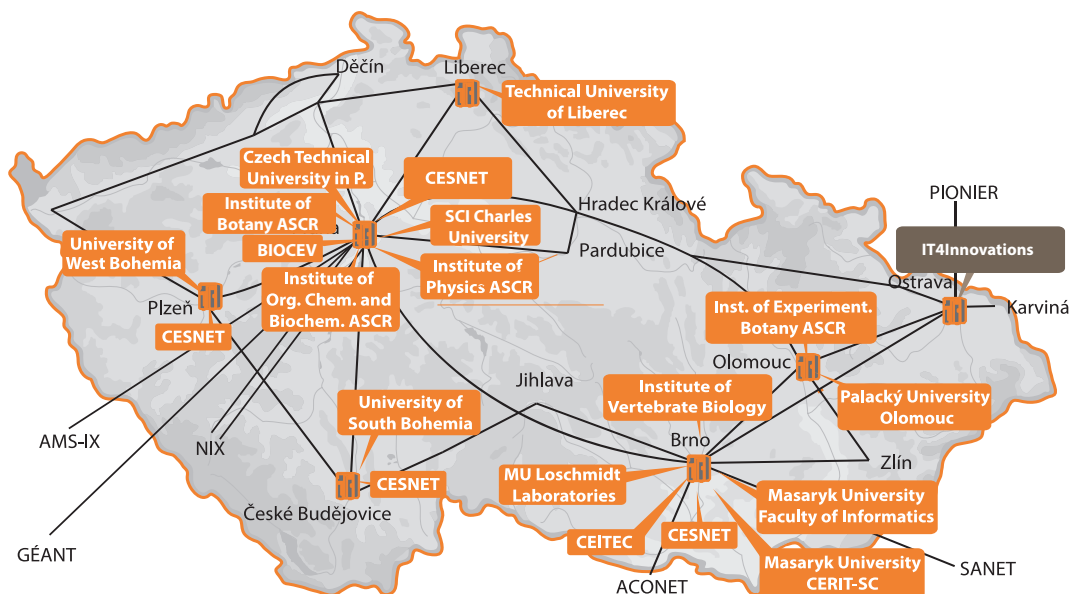 Děčín
Liberec
Technical University
of Liberec
Czech Technical
University in P.
CESNET
Institute of
Botany ASCR
SCI Charles
University
BIOCEV
a
Hradec Králové
Pardubice
PIONIER
IT4Innovations
Ostrava
Karviná
University of
West Bohemia
Plzeň
CESNET
Institute of
Org. Chem. and
Biochem. ASCR
Institute of
Physics ASCR
Inst. of Experiment.
Botany ASCR
Olomouc
Palacký University
Olomouc
Jihlava
Institute of
Vertebrate Biology
University of
South Bohemia
AMS-IX
NIX
Brno
Zlín
CESNET
České Budějovice
MU Loschmidt
Laboratories
Masaryk University
Faculty of Informatics
CEITEC
CESNET
GÉANT
Masaryk University
CERIT-SC
SANET
ACONET